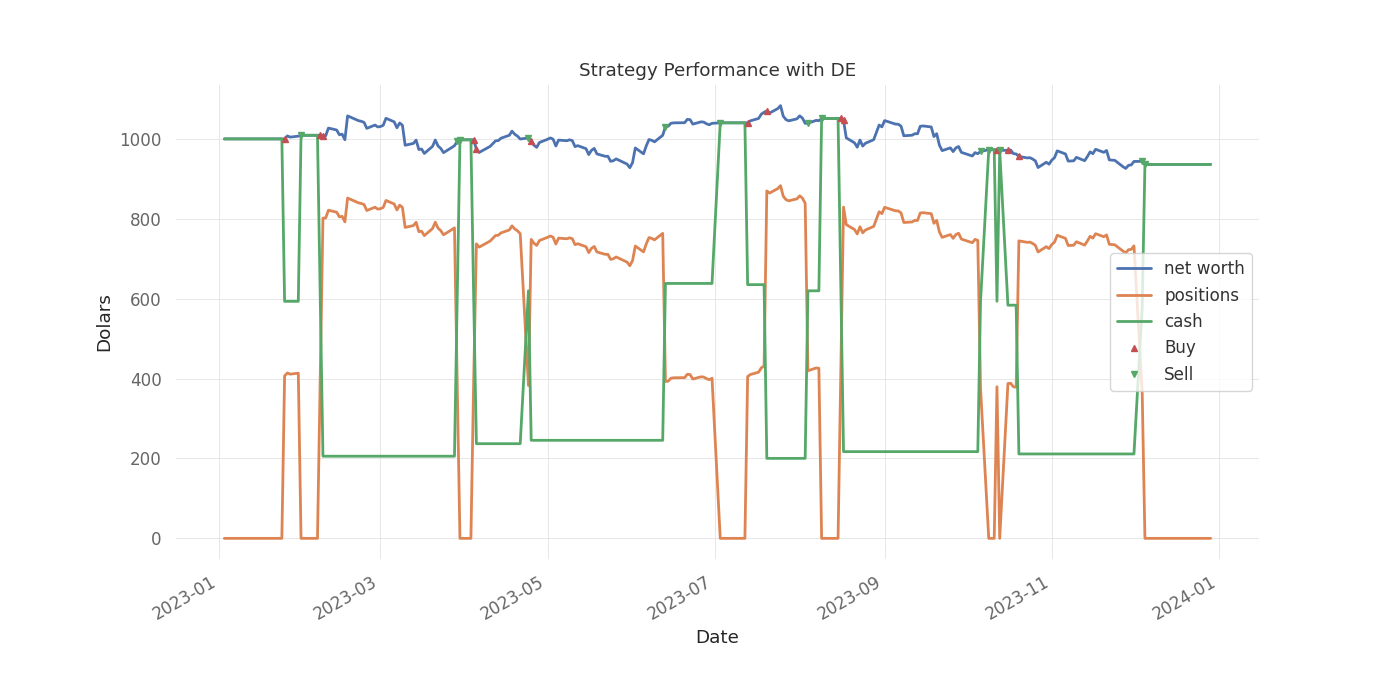 Strategy Performance with DE
Dolars
1000
800
600
400
200
0
net worth
positions
cash
Buy
Sell
2023-01
2023-03
2023-05
2023-07
2023-09
2023-11
2024-01
Date